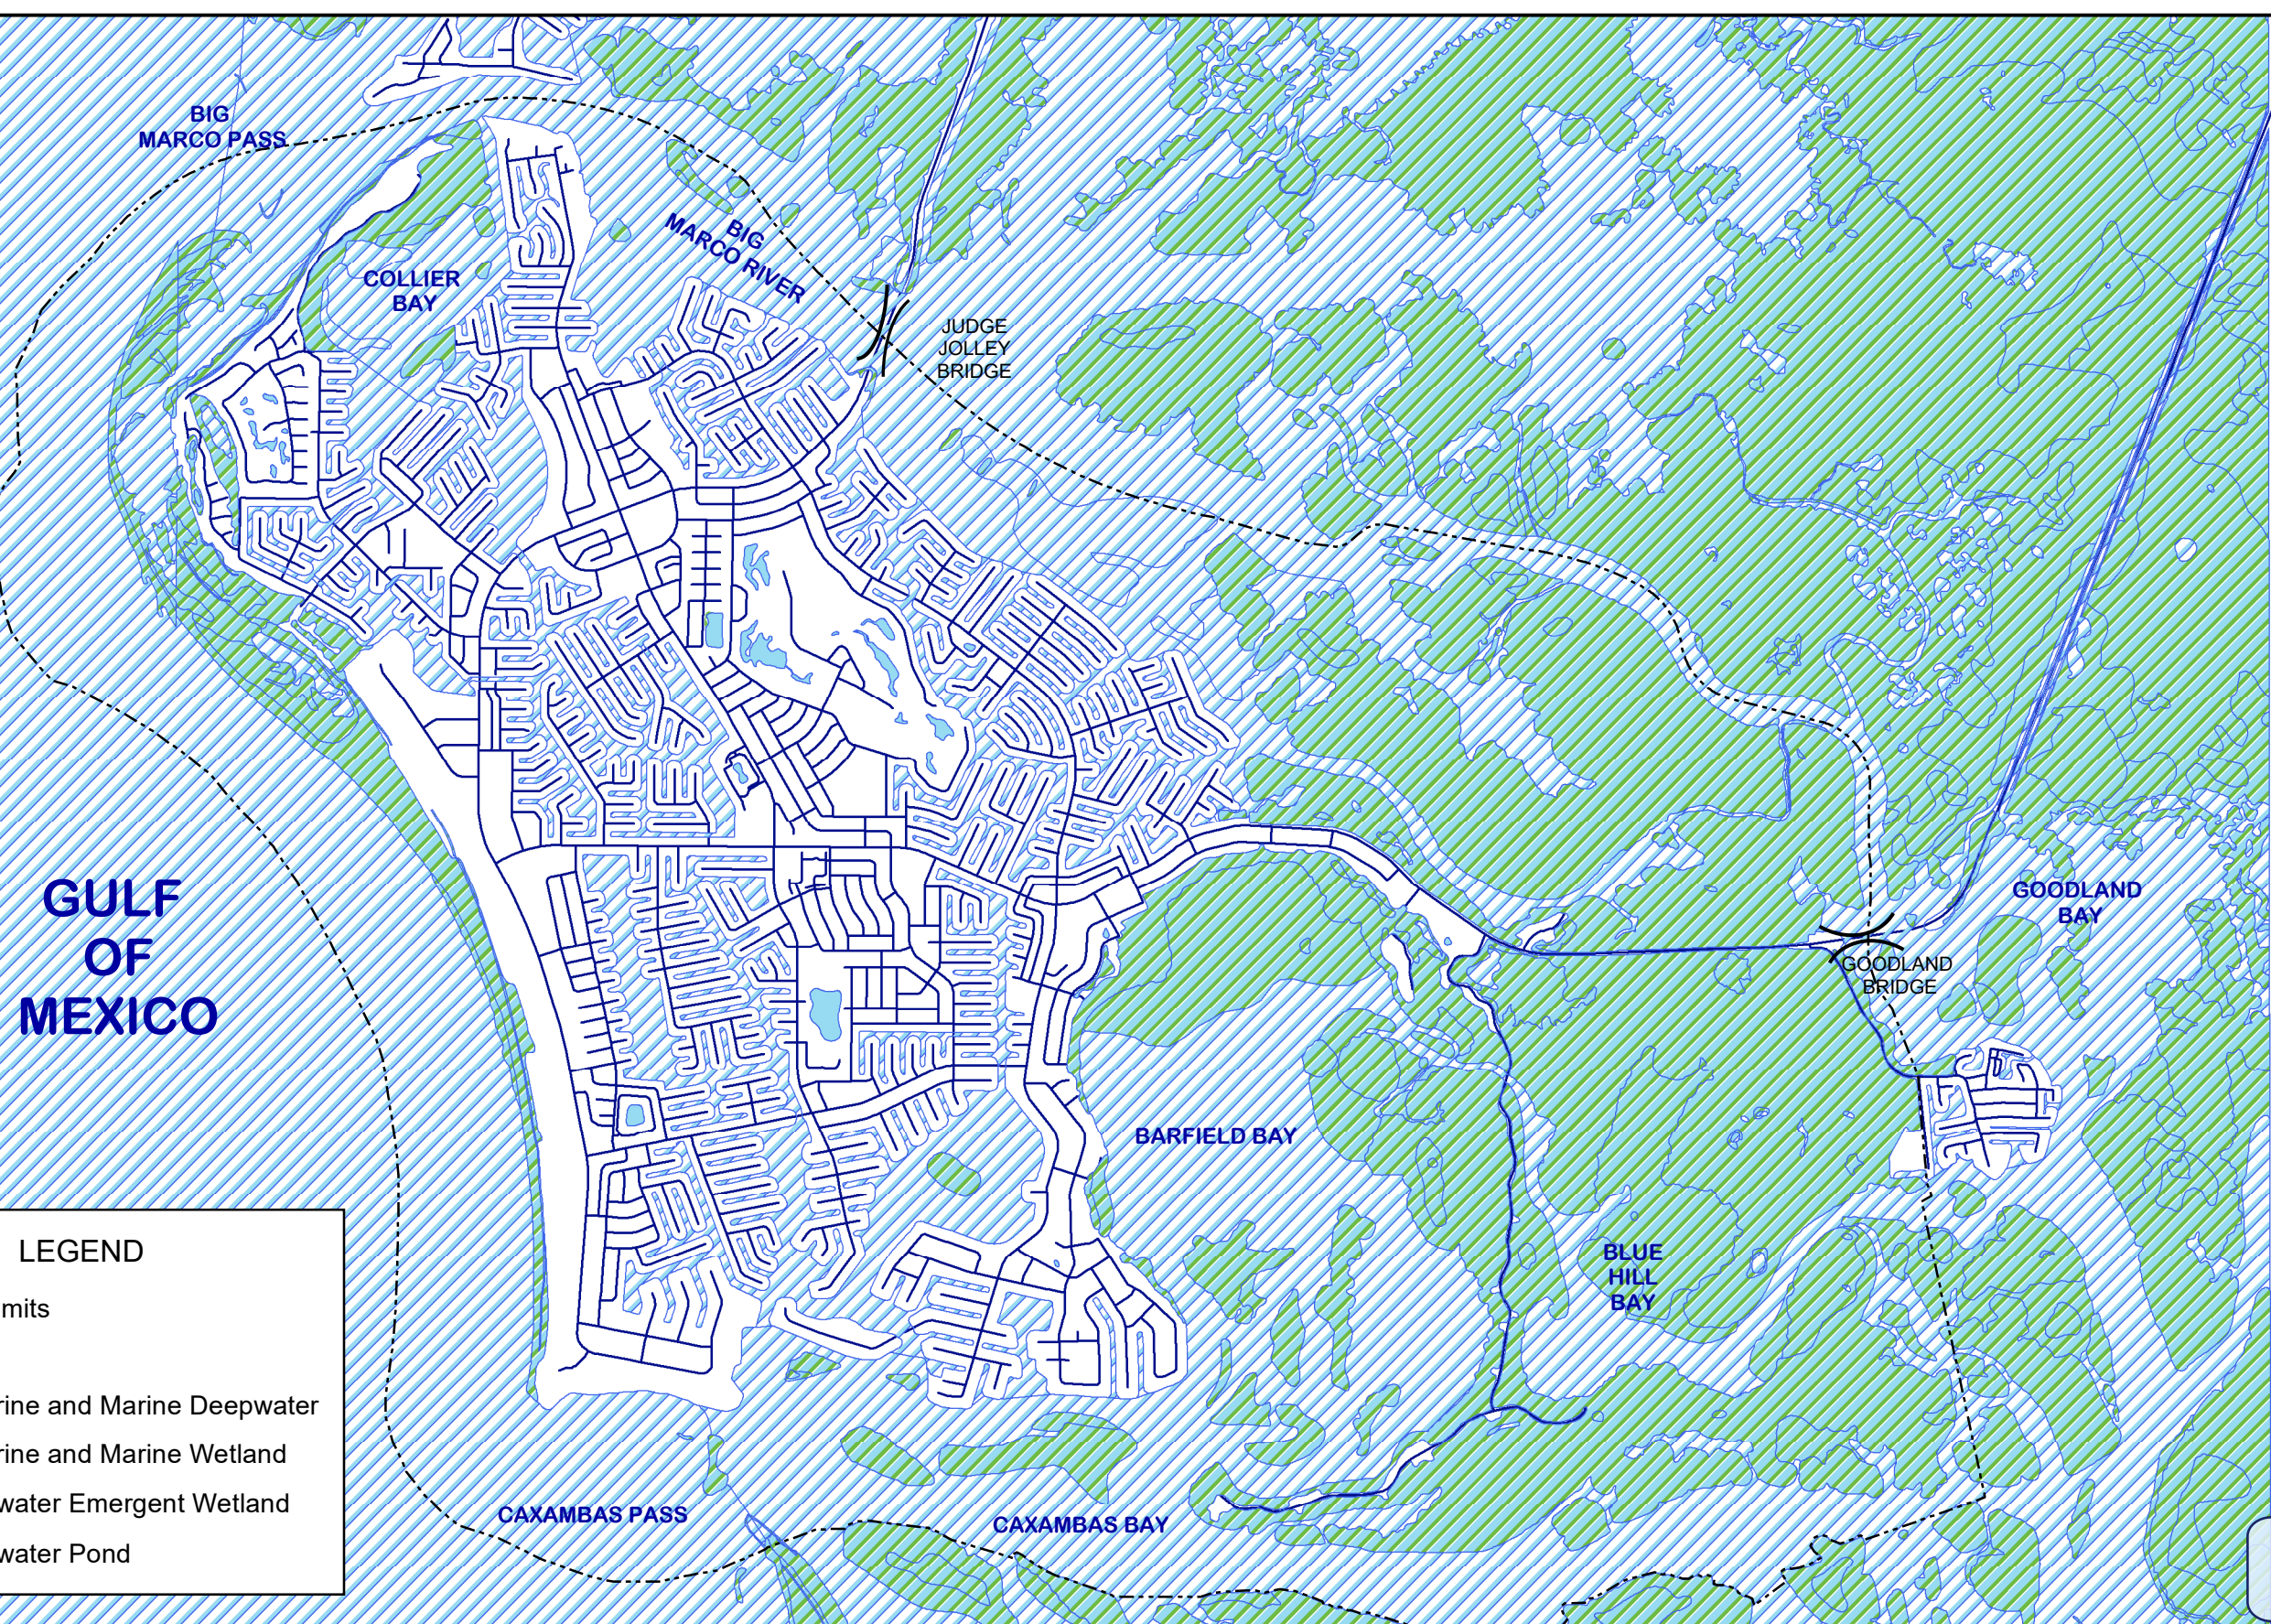 BIG
MARCO PASS
BIG
MARCO RIVER
COLLIER
BAY
JUDGE
JOLLEY
BRIDGE
GULF
OF
MEXICO
GOODLAND
BAY
GOODLAND
BRIDGE
BARFIELD BAY
BLUE
HILL
BAY
CAXAMBAS PASS
CAXAMBAS BAY
LEGEND
mits
rine and Marine Deepwater
rine and Marine Wetland
water Emergent Wetland
water Pond